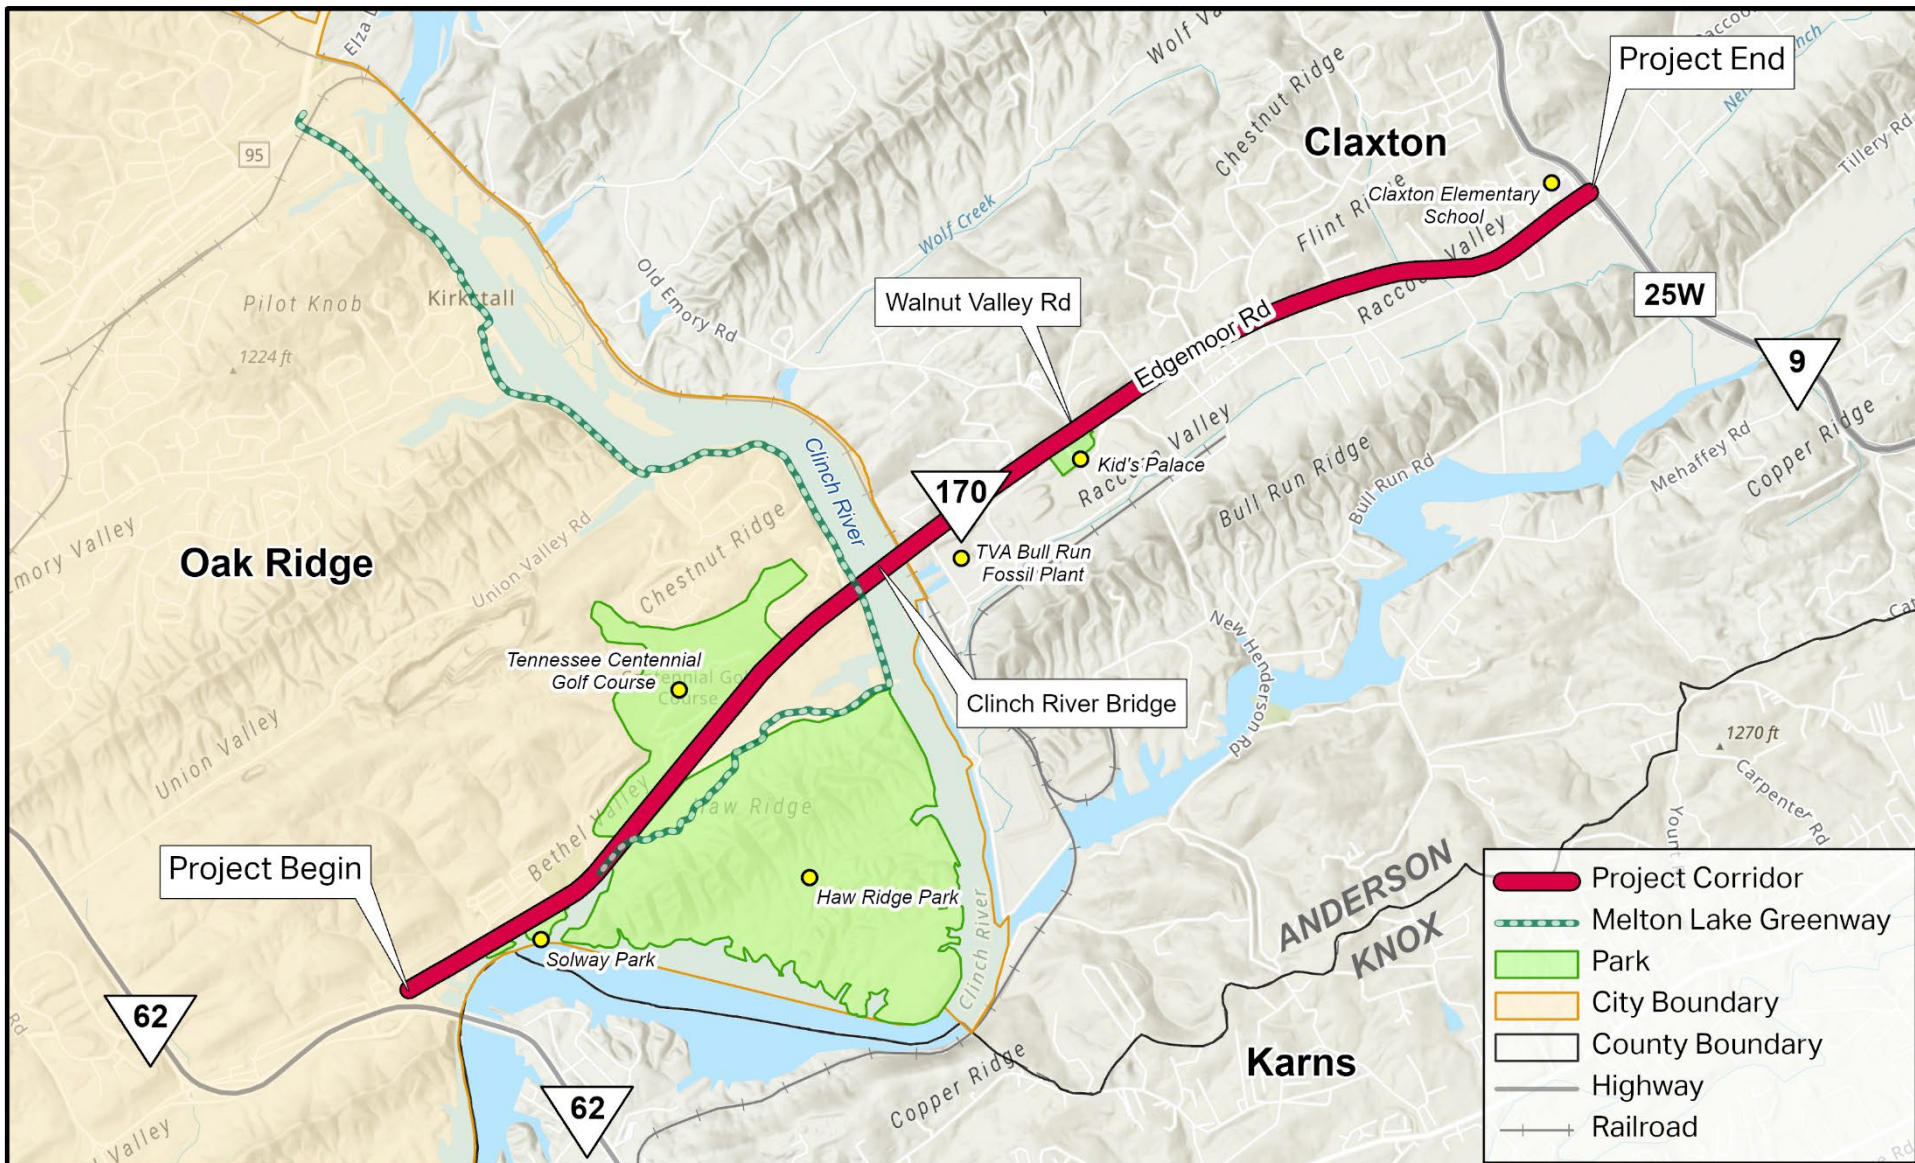 Elza
95
Pilot Knob
Kirkstall
1224 ft
Old Emory Rd
Wolf Creek
Chestnut Ridge
Claxton
Project End
Claxton Elementary
School
Flint
Raccoon Valley
Tillery Rd
25W
9
Walnut Valley Rd
Edgemoor Rd
Kid's Palace
Raccoon Valley
Bull Run Ridge
Bull Run Rd
Mehaffey Rd
Copper Ridge
Clinch River
170
TVA Bull Run
Fossil Plant
Oak Ridge
Union Valley Rd
Chestnut Ridge
Tennessee Centennial
Golf Course
Course
Union Valley
Clinch River Bridge
New Henderson
Rd
1270 ft
Carpenter Rd
Bethel Valley
Haw Ridge
Project Begin
Haw Ridge Park
Solway Park
Clinch River
62
62
ANDERSON
KNOX
Karns
Copper Ridge
Valley
Project Corridor
Melton Lake Greenway
Park
City Boundary
County Boundary
Highway
Railroad